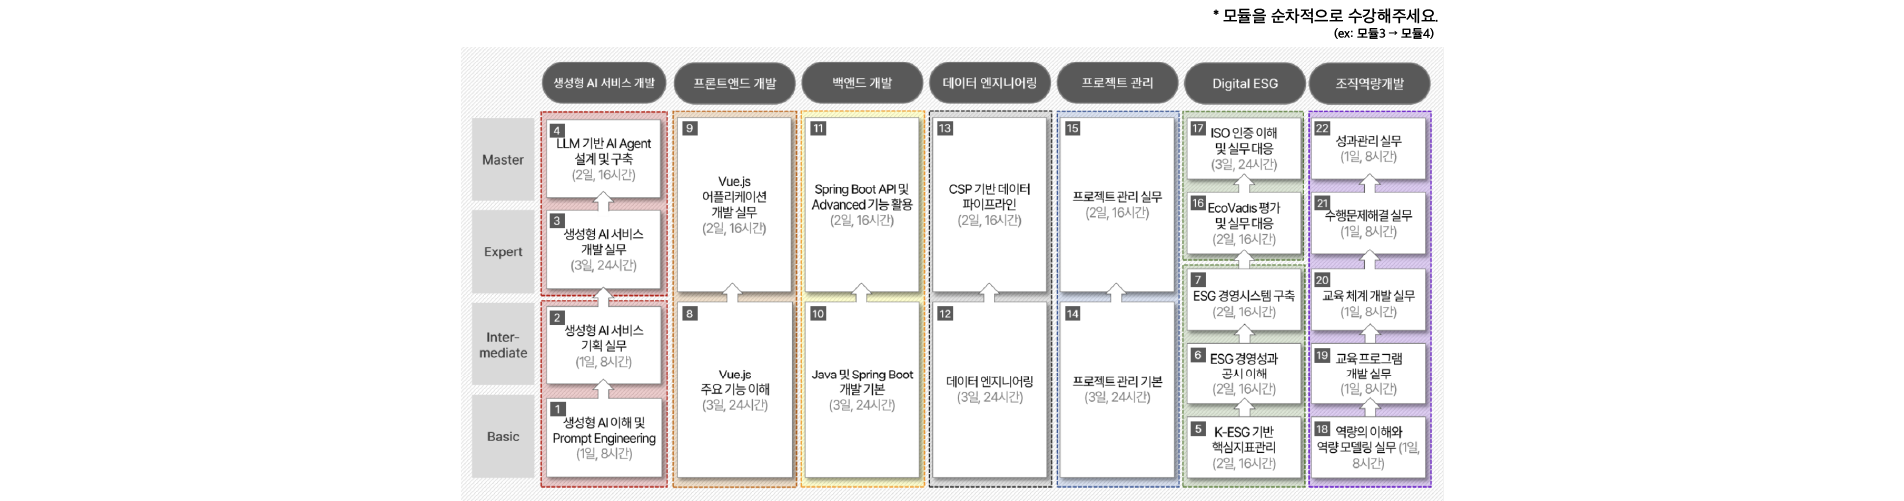 * 모듈을 순차적으로 수강해주세요.
(ex: 모듈3 → 모듈4)
생성형 AI 서비스 개발
프론트앤드 개발
백앤드 개발
데이터 엔지니어링
프로젝트 관리
Digital ESG
조직역량개발
Master
Expert
Inter-
mediate
Basic
4
LLM 기반 AI Agent
설계 및 구축
(2일, 16시간)
3
생성형 AI 서비스
개발 실무
(3일, 24시간)
2
생성형 AI 서비스
기획 실무
(1일, 8시간)
1
생성형 AI 이해 및
Prompt Engineering
(1일, 8시간)
9
Vue.js
어플리케이션
개발 실무
(2일, 16시간)
8
Vue.js
주요 기능 이해
(3일, 24시간)
11
Spring Boot API 및
Advanced 기능 활용
(2일, 16시간)
10
Java 및 Spring Boot
개발 기본
(3일, 24시간)
13
CSP 기반 데이터
파이프라인
(2일, 16시간)
12
데이터 엔지니어링
(3일, 24시간)
15
프로젝트 관리 실무
(2일, 16시간)
14
프로젝트 관리 기본
(3일, 24시간)
17
ISO 인증 이해
및 실무 대응
(3일, 24시간)
16
EcoVadis 평가
및 실무 대응
(2일, 16시간)
7
ESG 경영시스템 구축
(2일, 16시간)
6
ESG 경영성과
공시 이해
(2일, 16시간)
5
K-ESG 기반
핵심지표관리
(2일, 16시간)
22
성과관리 실무
(1일, 8시간)
21
수행문제해결 실무
(1일, 8시간)
20
교육 체계 개발 실무
(1일, 8시간)
19
교육 프로그램
개발 실무
(1일, 8시간)
18
역량의 이해와
역량 모델링 실무 (1일,
8시간)